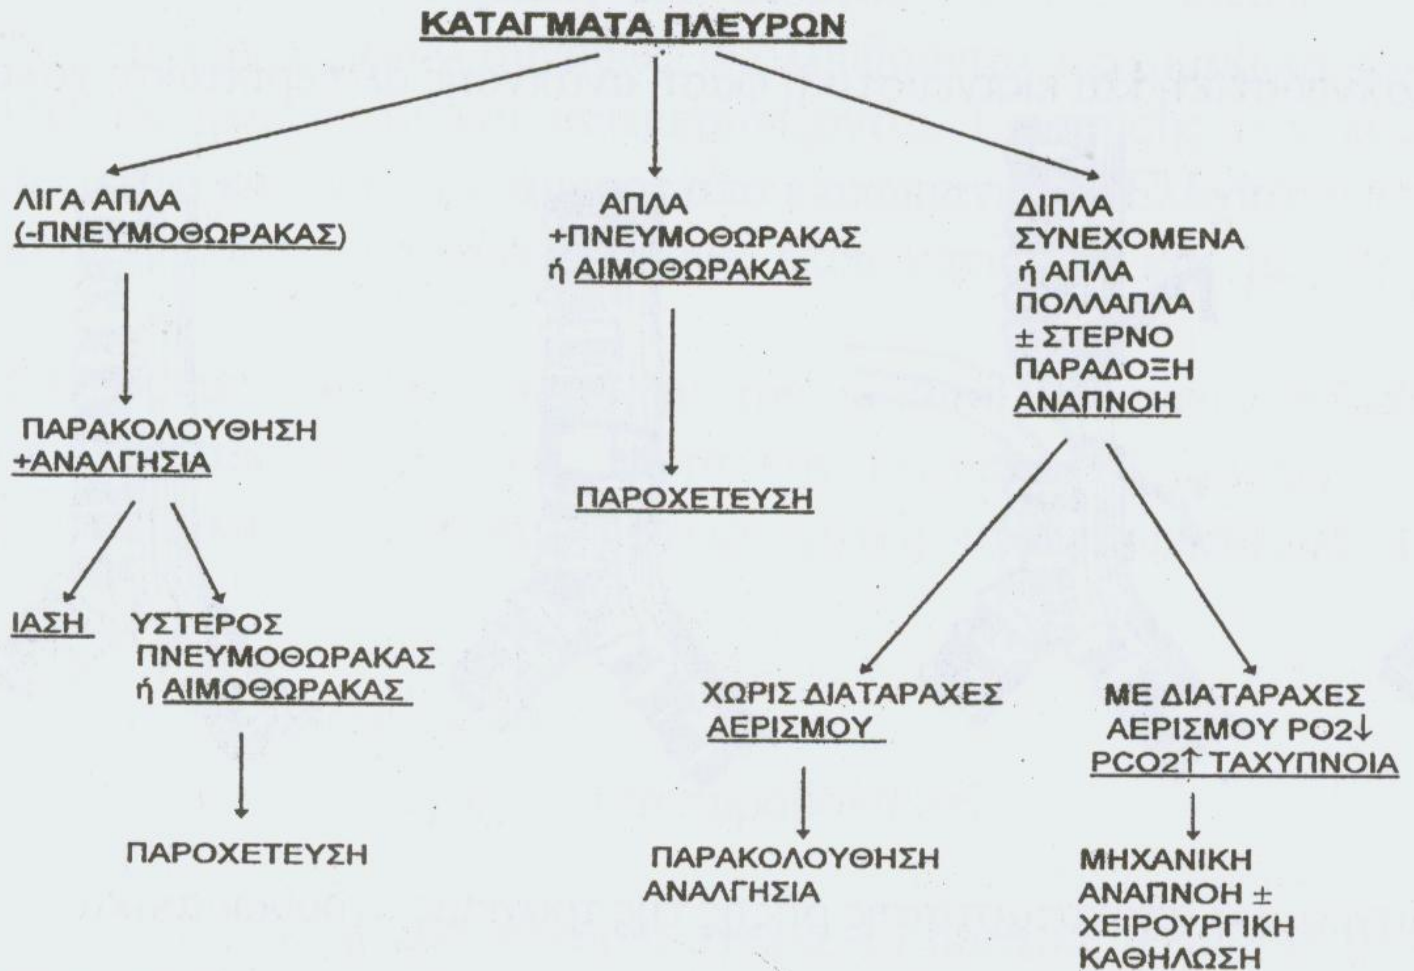 ΚΑΤΑΓΜΑΤΑ ΠΛΕΥΡΩΝ
ΛΙΓΑ ΑΠΛΑ
(-ΠΝΕΥΜΟΘΩΡΑΚΑΣ)
ΑΠΛΑ
+ΠΝΕΥΜΟΘΩΡΑΚΑΣ
ή ΑΙΜΟΘΩΡΑΚΑΣ
ΔΙΠΛΑ
ΣΥΝΕΧΟΜΕΝΑ
ή ΑΠΛΑ
ΠΟΛΛΑΠΛΑ
± ΣΤΕΡΝΟ
ΠΑΡΑΔΟΞΗ
ΑΝΑΠΝΟΗ
ΠΑΡΑΚΟΛΟΥΘΗΣΗ
+ΑΝΑΛΓΗΣΙΑ
ΠΑΡΟΧΕΤΕΥΣΗ
ΙΑΣΗ
ΥΣΤΕΡΟΣ
ΠΝΕΥΜΟΘΩΡΑΚΑΣ
ή ΑΙΜΟΘΩΡΑΚΑΣ
ΠΑΡΟΧΕΤΕΥΣΗ
ΧΩΡΙΣ ΔΙΑΤΑΡΑΧΕΣ
ΑΕΡΙΣΜΟΥ
ΠΑΡΑΚΟΛΟΥΘΗΣΗ
ΑΝΑΛΓΗΣΙΑ
ΜΕ ΔΙΑΤΑΡΑΧΕΣ
ΑΕΡΙΣΜΟΥ PO2↓
PCO2↑ ΤΑΧΥΠΝΟΙΑ
ΜΗΧΑΝΙΚΗ
ΑΝΑΠΝΟΗ ±
ΧΕΙΡΟΥΡΓΙΚΗ
ΚΑΘΗΛΩΣΗ